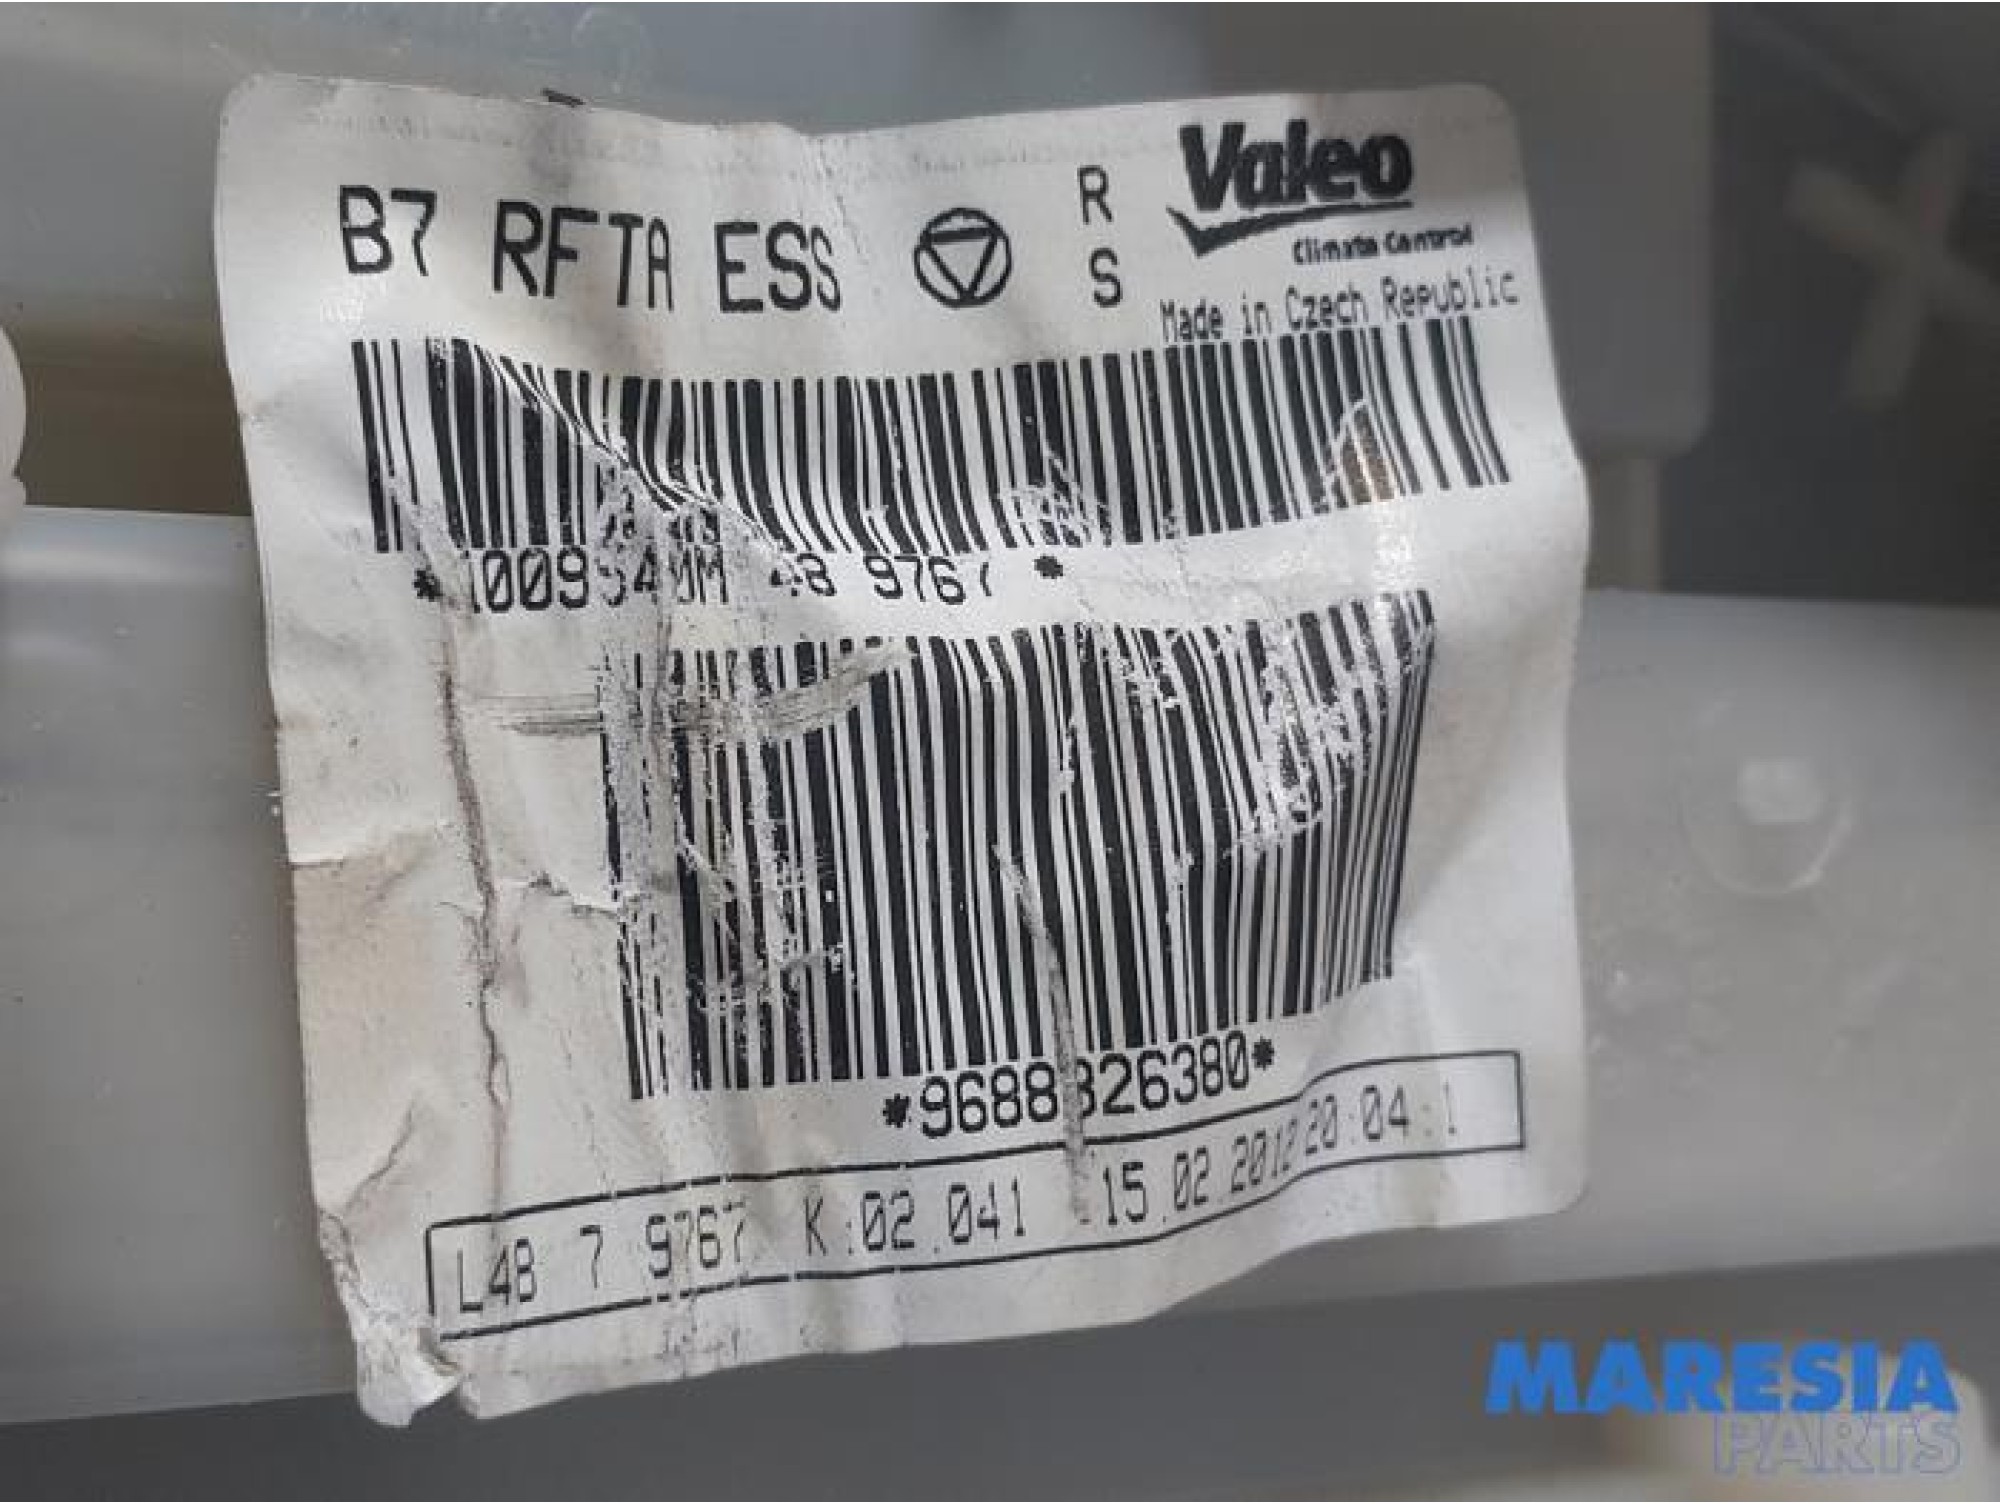 B7 RFTA ESS
R
S
Valeo
Climate Control
Made in Czech Republic
9767 *
*9688826380*
L48 7 9767 K:02.041 15.02.2012 20:04:1
MARESIA
PARTS